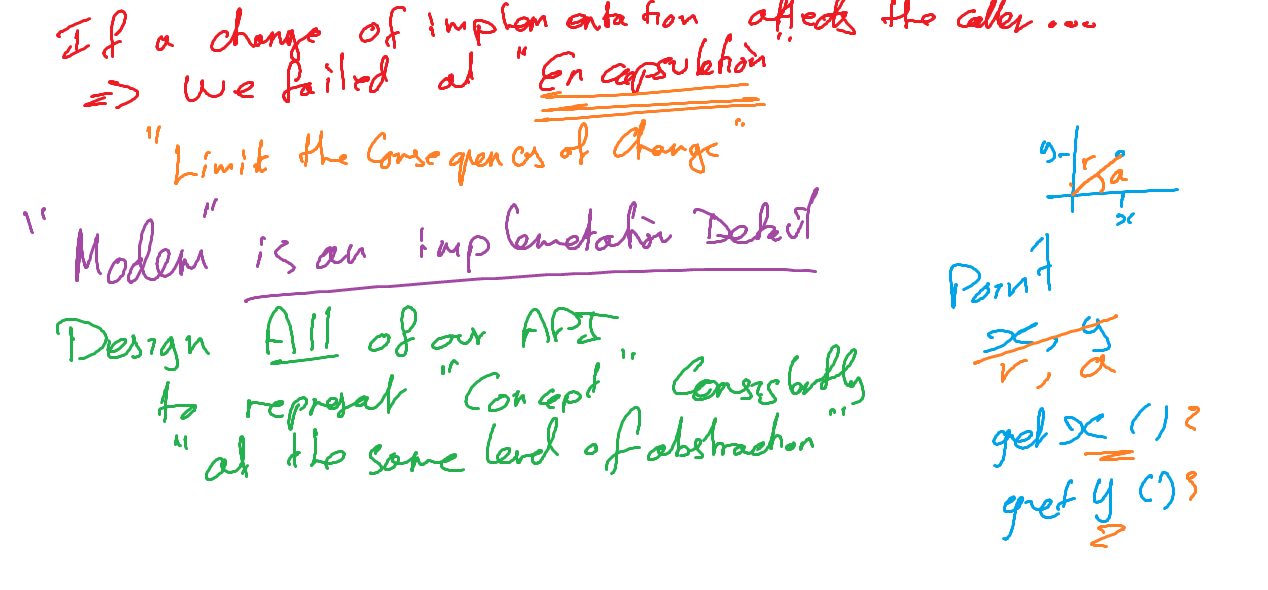 If a change of implementation affects the caller...
=> we failed at "Encapsulation"
"Limit the Consequences of Change"
"Modem" is an implemetation Detail
Design All of our API
to represent "Concept" Consistently
"at the same level of abstraction"
y
r
a
x
Point
x, y
r, a
get x ()
get y ()